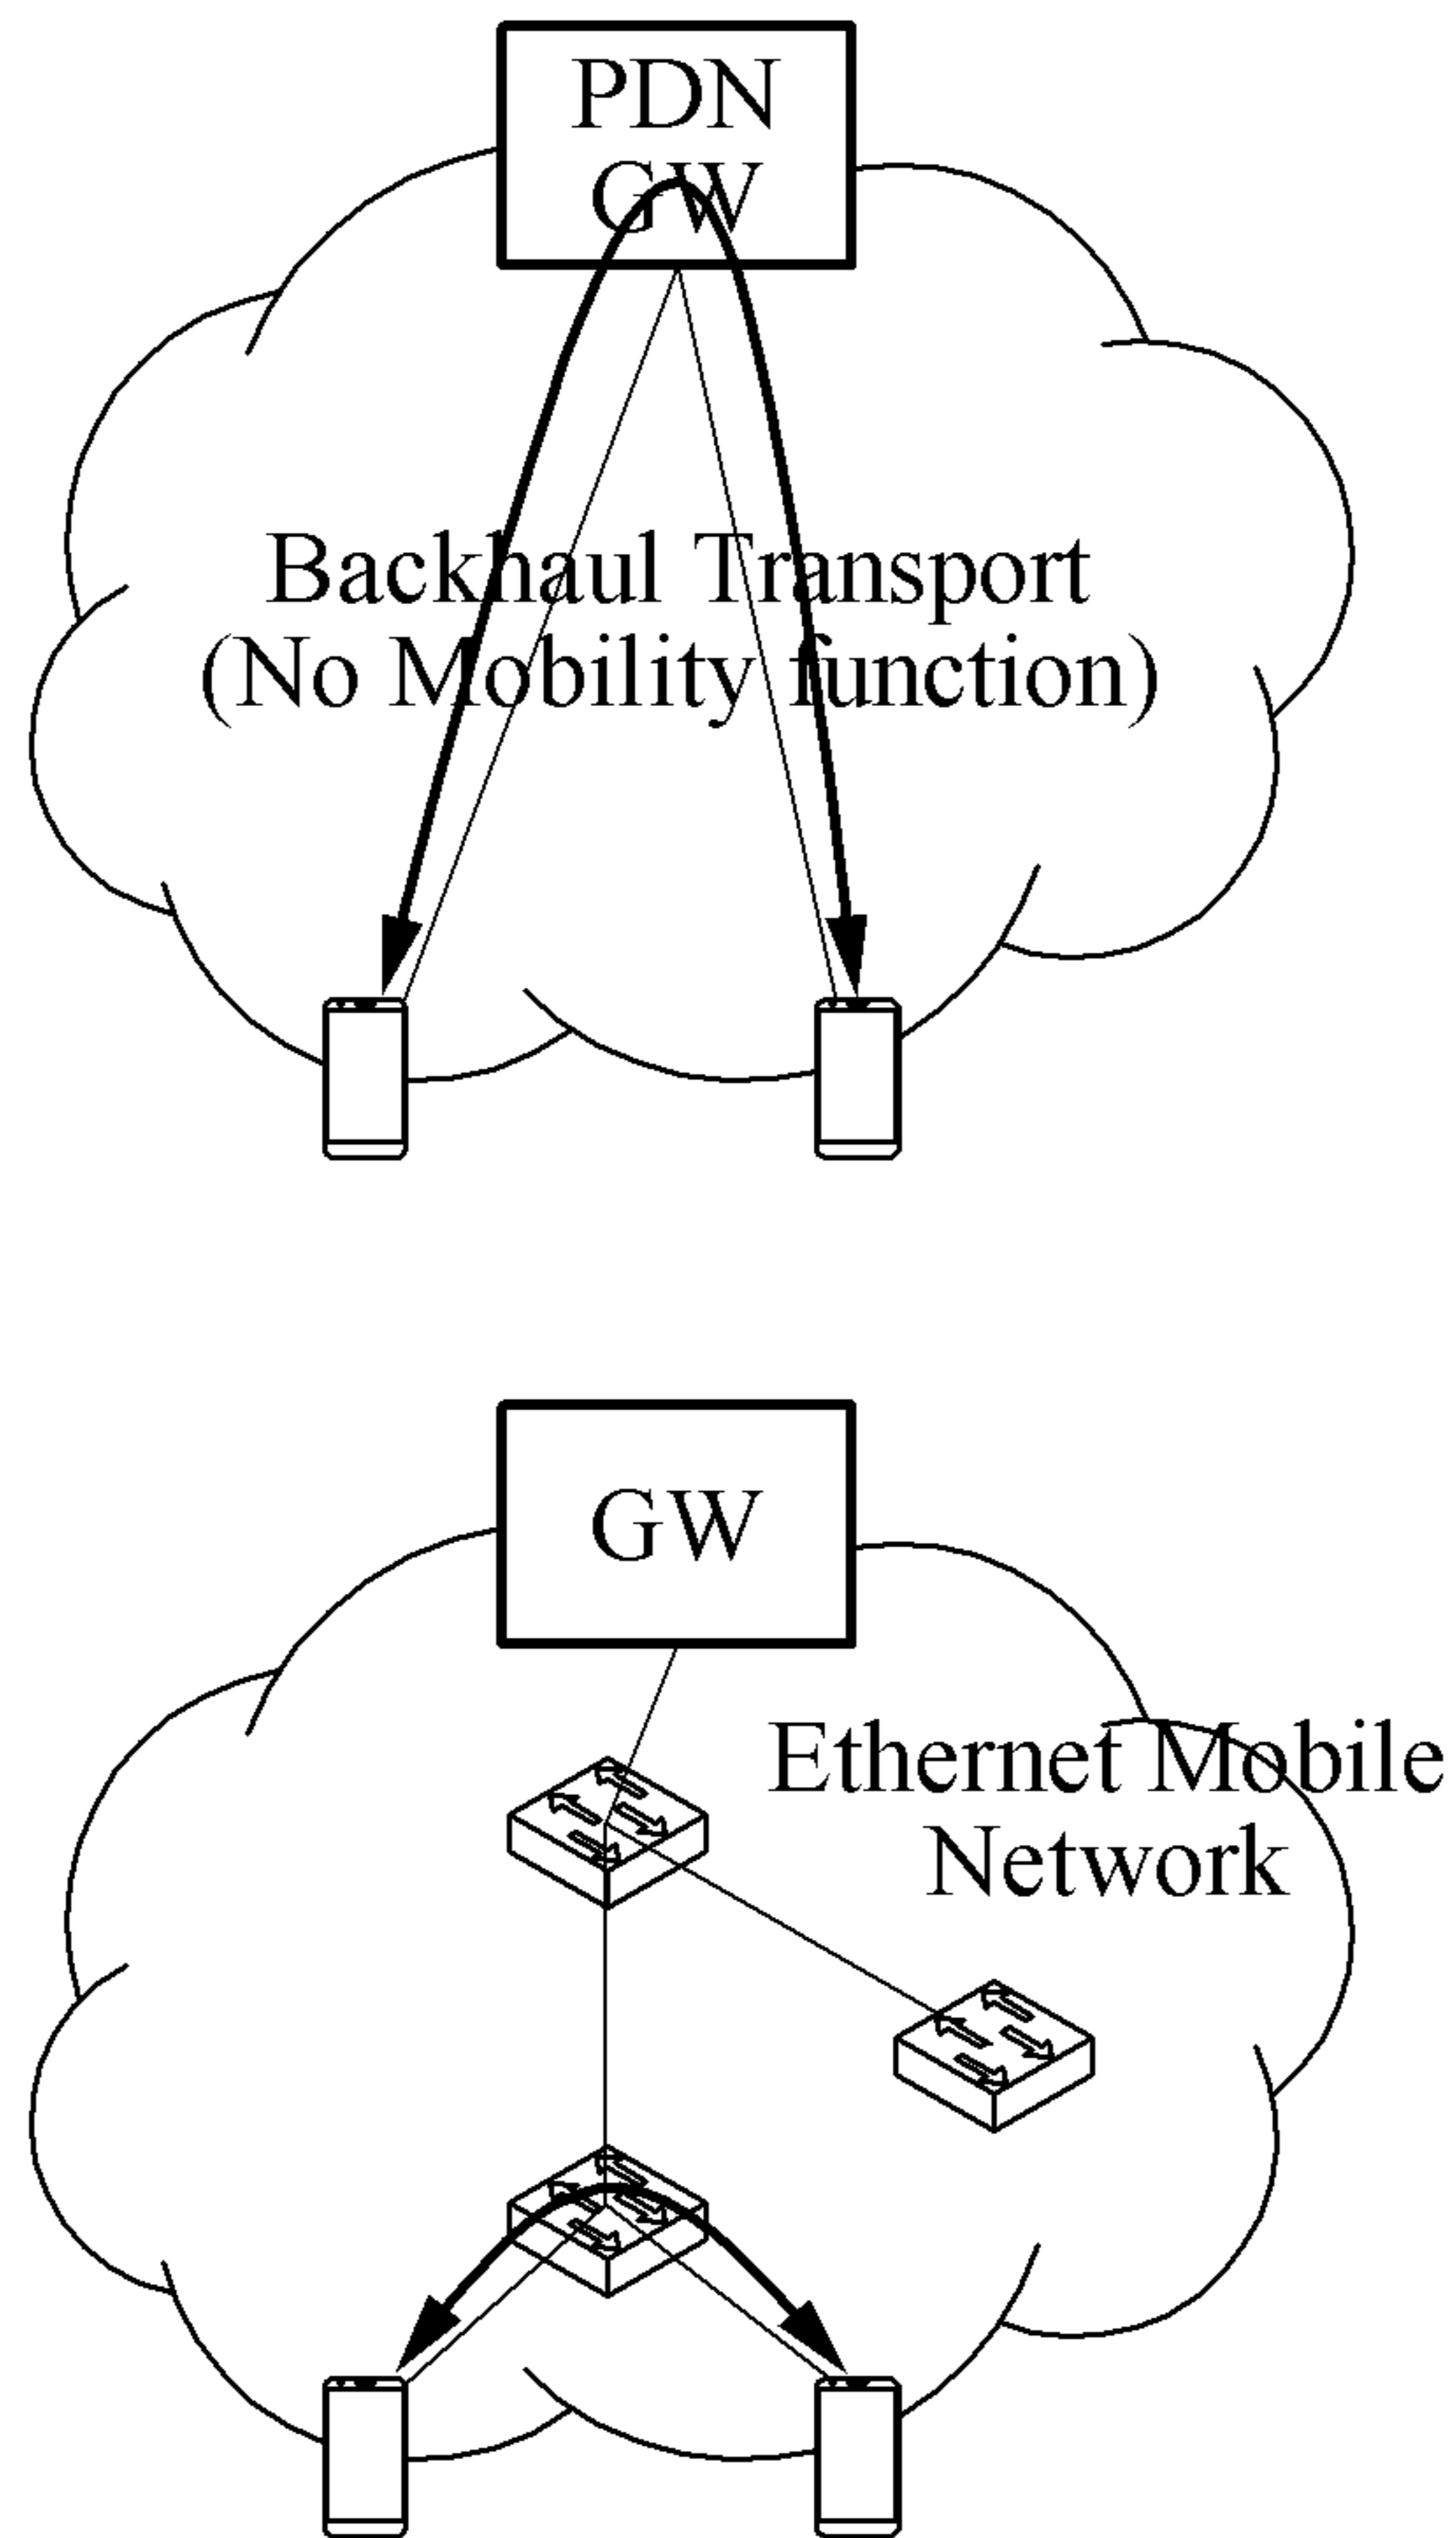 PDN
GW
Backhaul Transport
(No Mobility function)
GW
Ethernet Mobile
Network